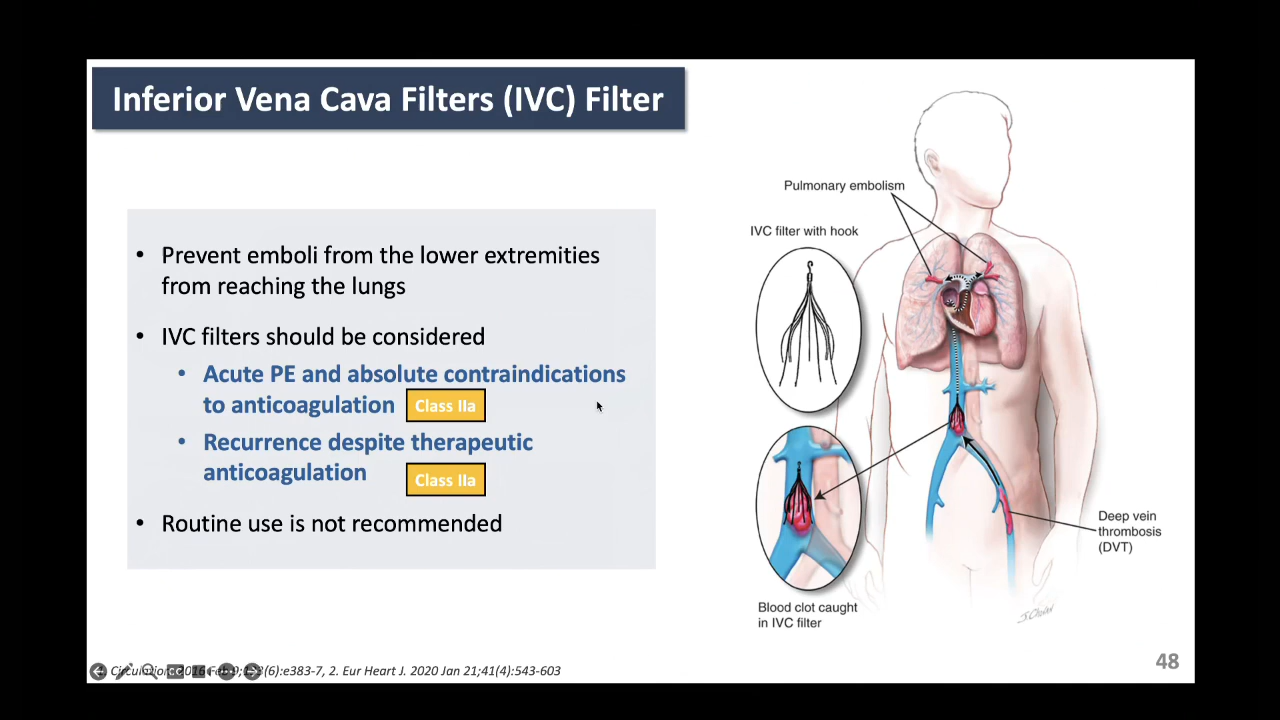 Inferior Vena Cava Filters (IVC) Filter
• Prevent emboli from the lower extremities
from reaching the lungs
• IVC filters should be considered
• Acute PE and absolute contraindications
to anticoagulation Class IIa
• Recurrence despite therapeutic
anticoagulation Class IIa
• Routine use is not recommended
Pulmonary embolism
IVC filter with hook
Deep vein
thrombosis
(DVT)
Blood clot caught
in IVC filter
48
2016 Feb (6):e383-7, 2. Eur Heart J. 2020 Jan 21;41(4):543-603